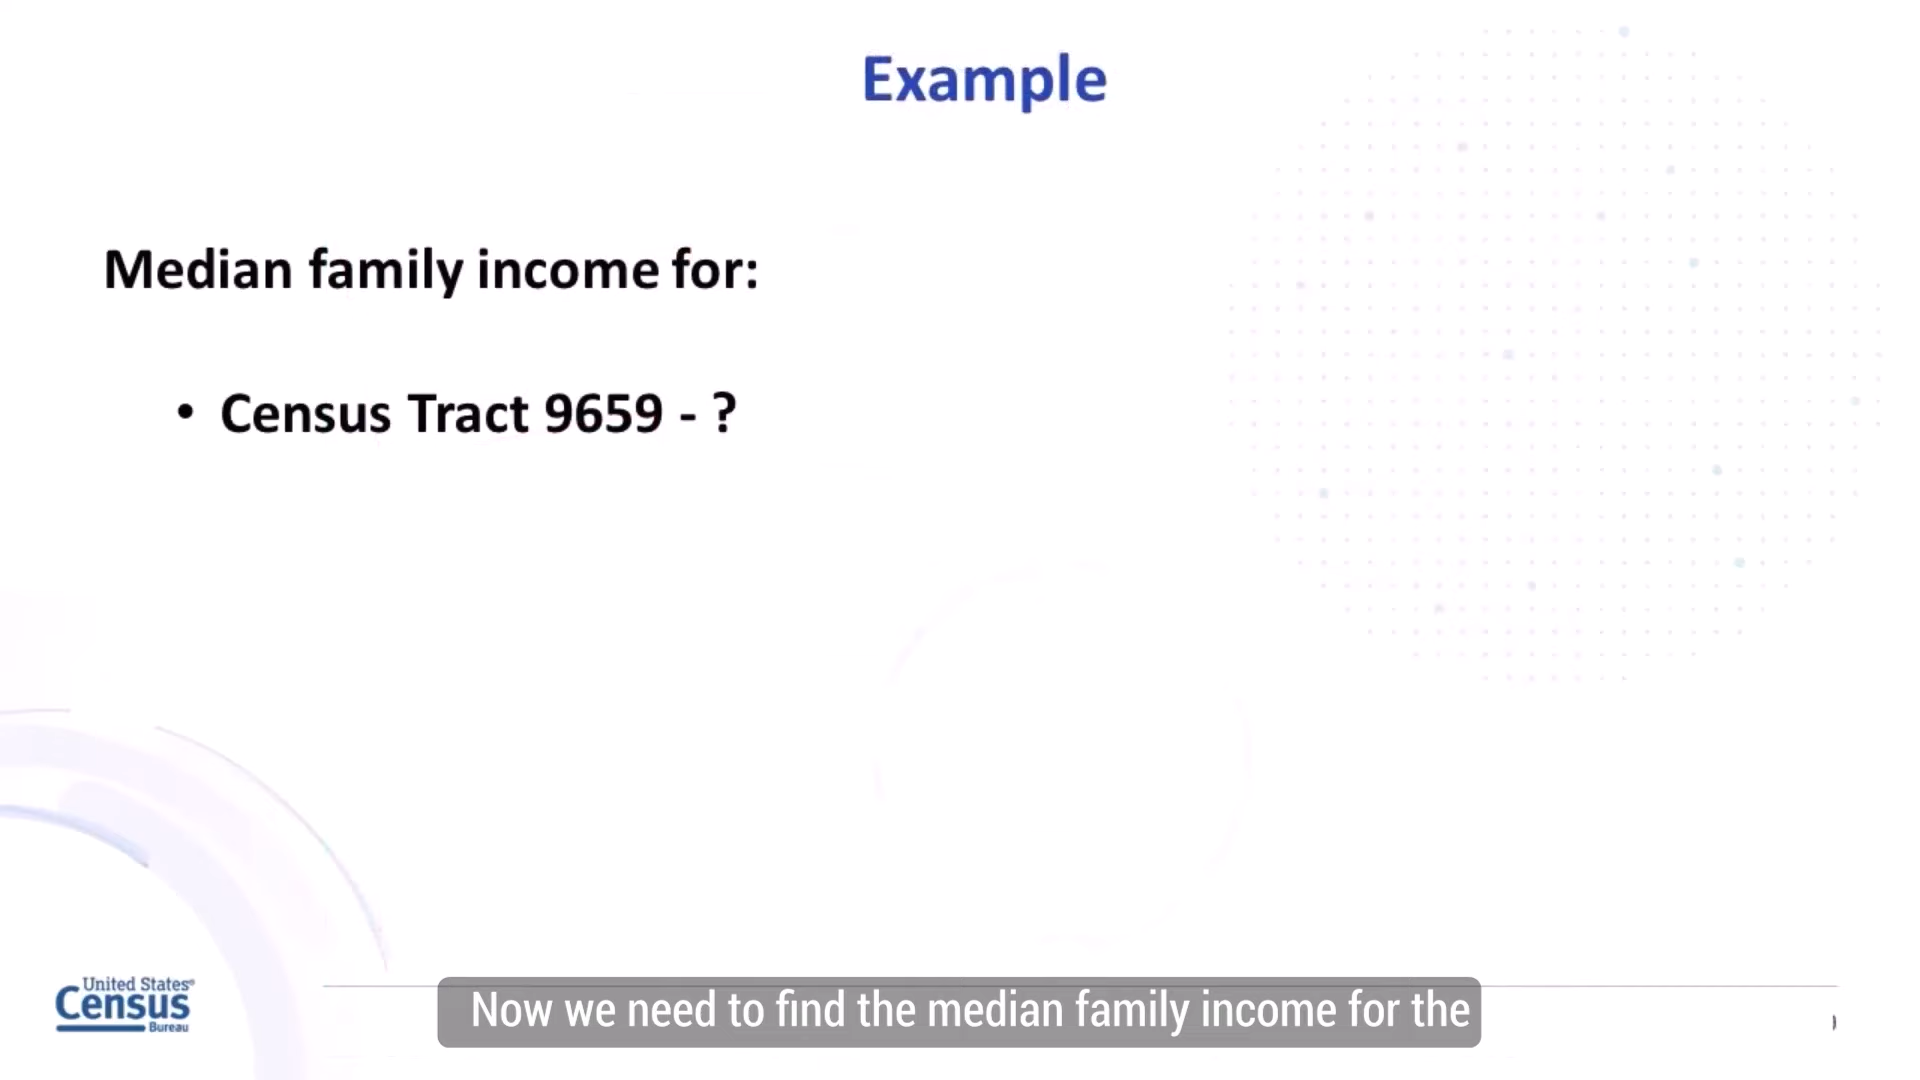 Example
Median family income for:
• Census Tract 9659 - ?
United States®
Census
Bureau
Now we need to find the median family income for the